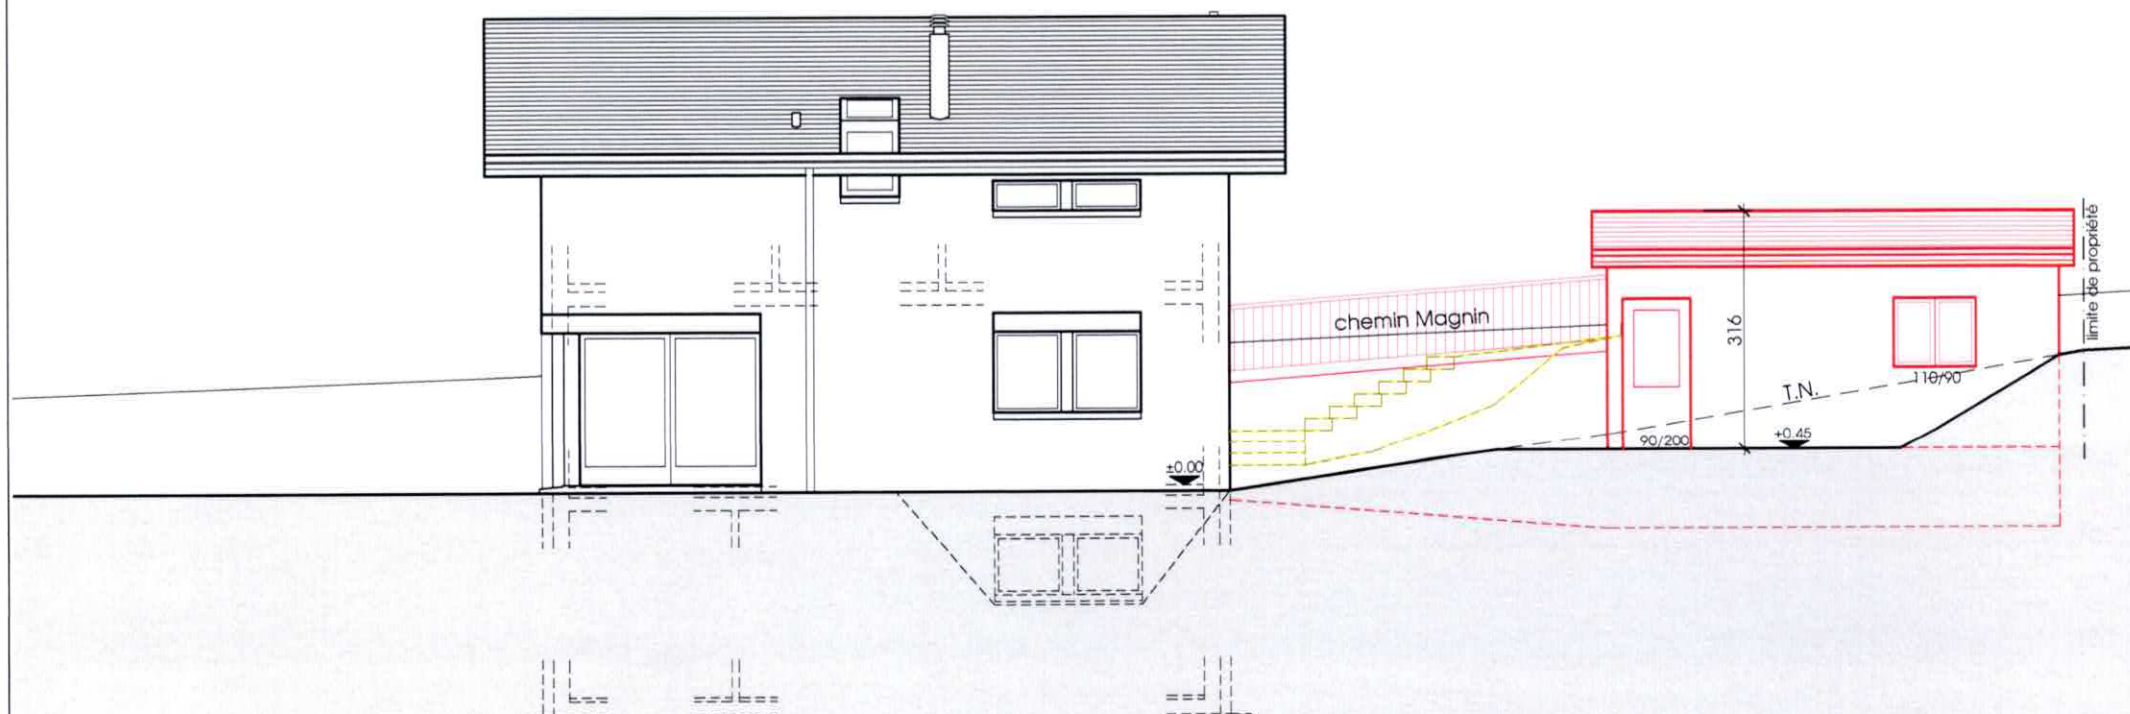 limite de propriété
chemin Magnin
316
110/90
T.N.
90/200
+0.45
±0.00